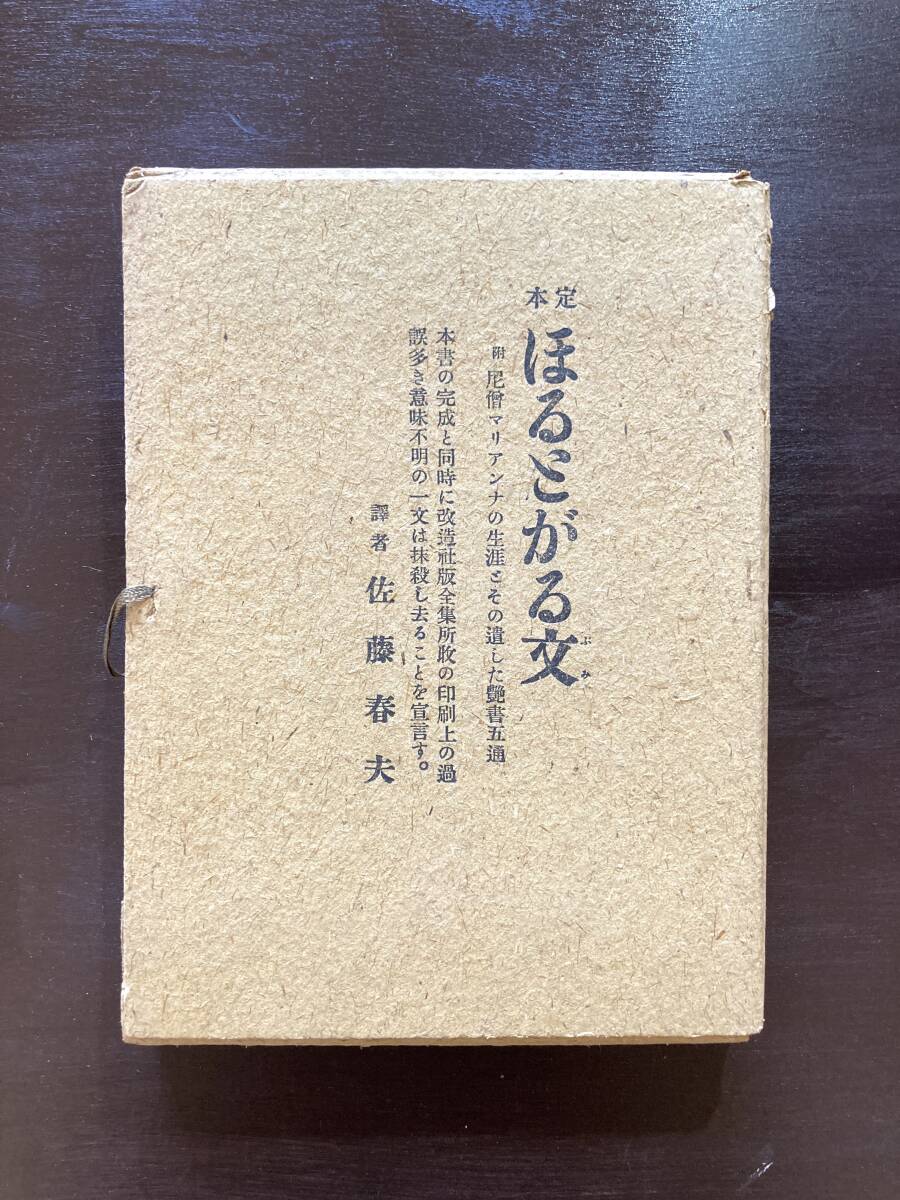 定本
ほるとがる文
ぶみ
附 尼僧マリアンナの生涯とその遺した艶書五通
本書の完成と同時に改造社版全集所收の印刷上の過
誤多き意味不明の一文は抹殺し去ることを宣言す。
譯者 佐藤春夫